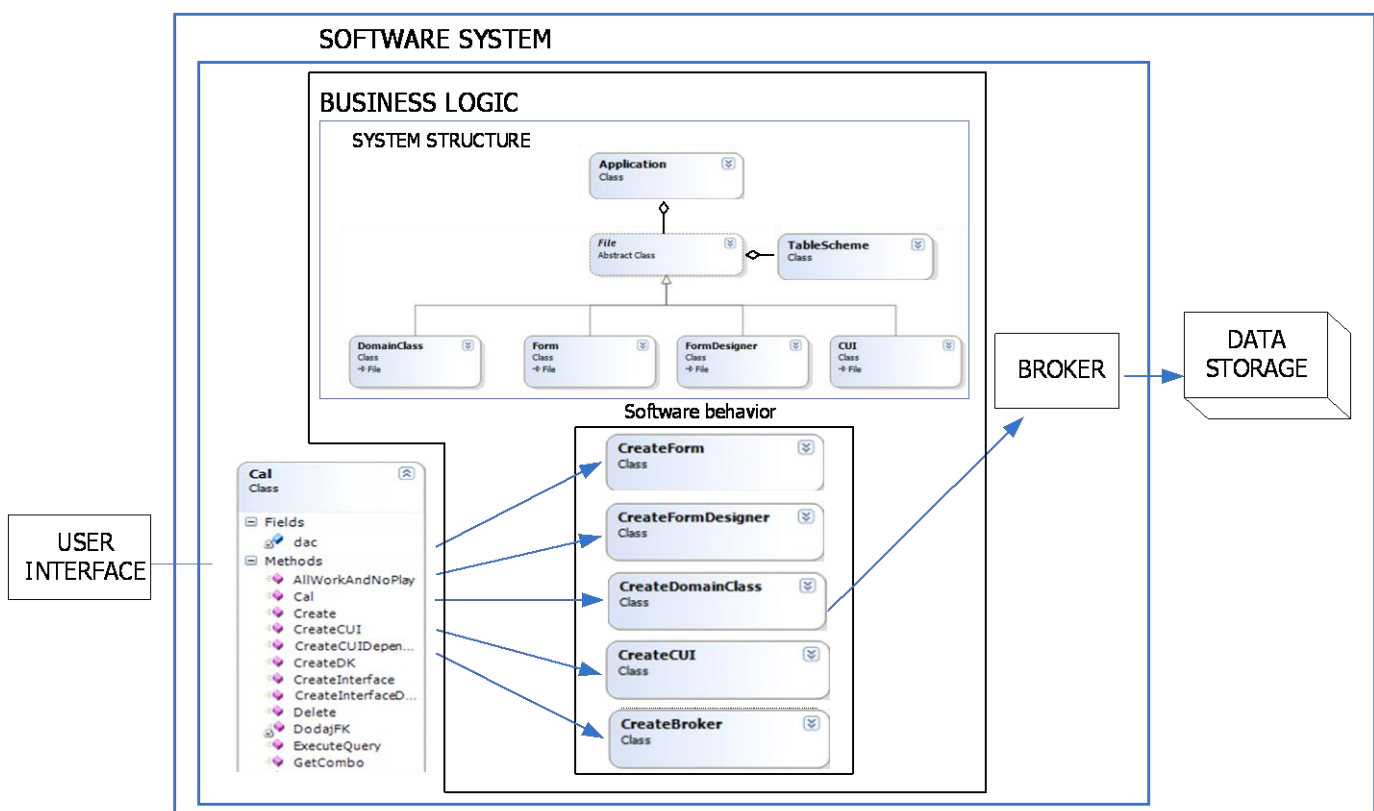 SOFTWARE SYSTEM
BUSINESS LOGIC
SYSTEM STRUCTURE
Application
Class
File
Abstract Class
TableScheme
Class
DomainClass
Class
File
Form
Class
File
FormDesigner
Class
File
CUI
Class
File
Software behavior
CreateForm
Class
CreateFormDesigner
Class
CreateDomainClass
Class
CreateCUI
Class
CreateBroker
Class
Cal
Class
Fields
dac
Methods
AllWorkAndNoPlay
Cal
Create
CreateCUI
CreateCUIDepen...
CreateDK
CreateInterface
CreateInterfaceD...
Delete
DodajFK
ExecuteQuery
GetCombo
USER
INTERFACE
BROKER
DATA
STORAGE